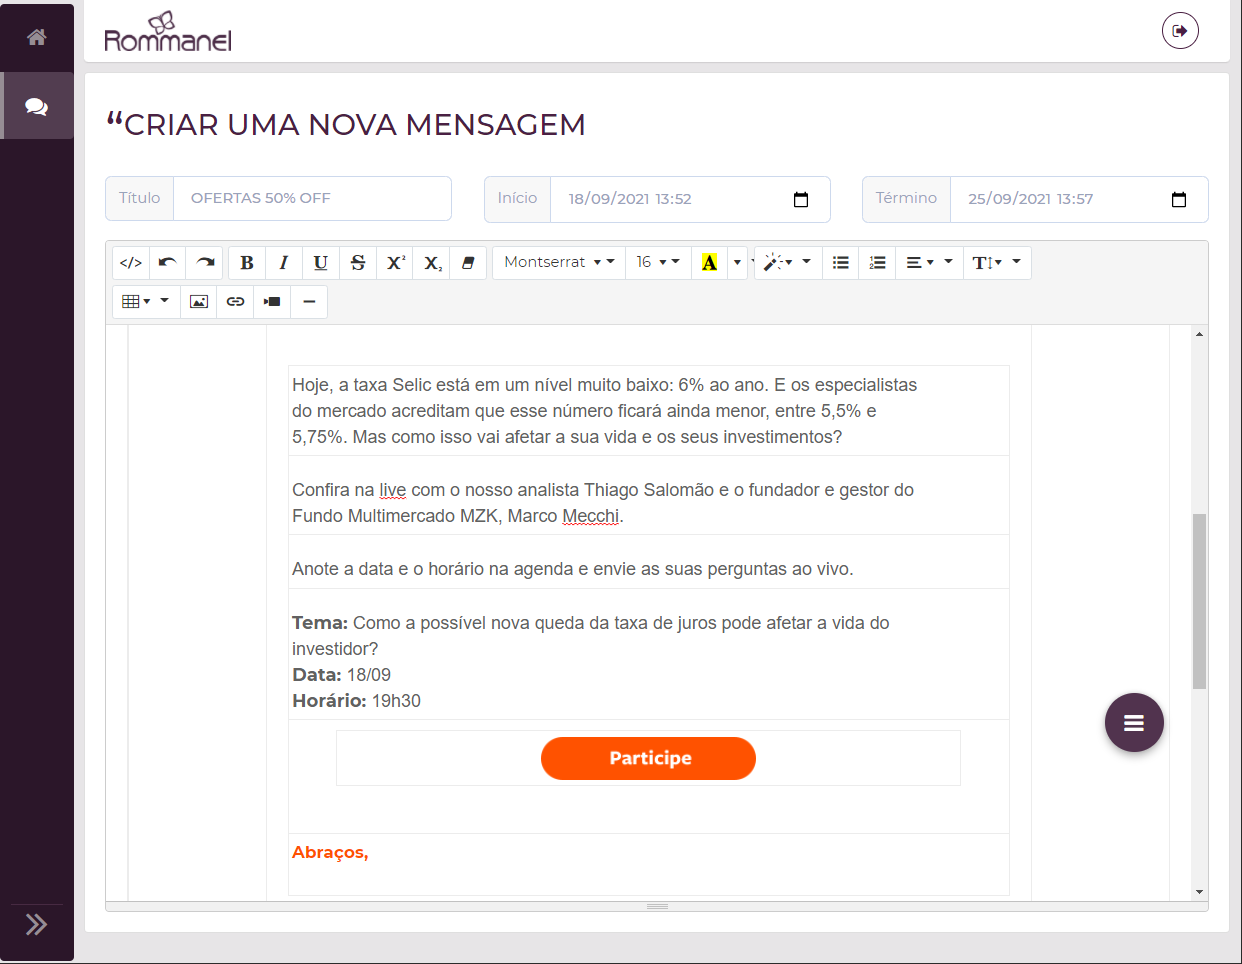 Rommanel
“CRIAR UMA NOVA MENSAGEM
Título OFERTAS 50% OFF Início 18/09/2021 13:52 Término 25/09/2021 13:57
</> B I U S X² X₂ Montserrat 16 A T
Hoje, a taxa Selic está em um nível muito baixo: 6% ao ano. E os especialistas
do mercado acreditam que esse número ficará ainda menor, entre 5,5% e
5,75%. Mas como isso vai afetar a sua vida e os seus investimentos?
Confira na live com o nosso analista Thiago Salomão e o fundador e gestor do
Fundo Multimercado MZK, Marco Mecchi.
Anote a data e o horário na agenda e envie as suas perguntas ao vivo.
Tema: Como a possível nova queda da taxa de juros pode afetar a vida do
investidor?
Data: 18/09
Horário: 19h30
Participe
Abraços,